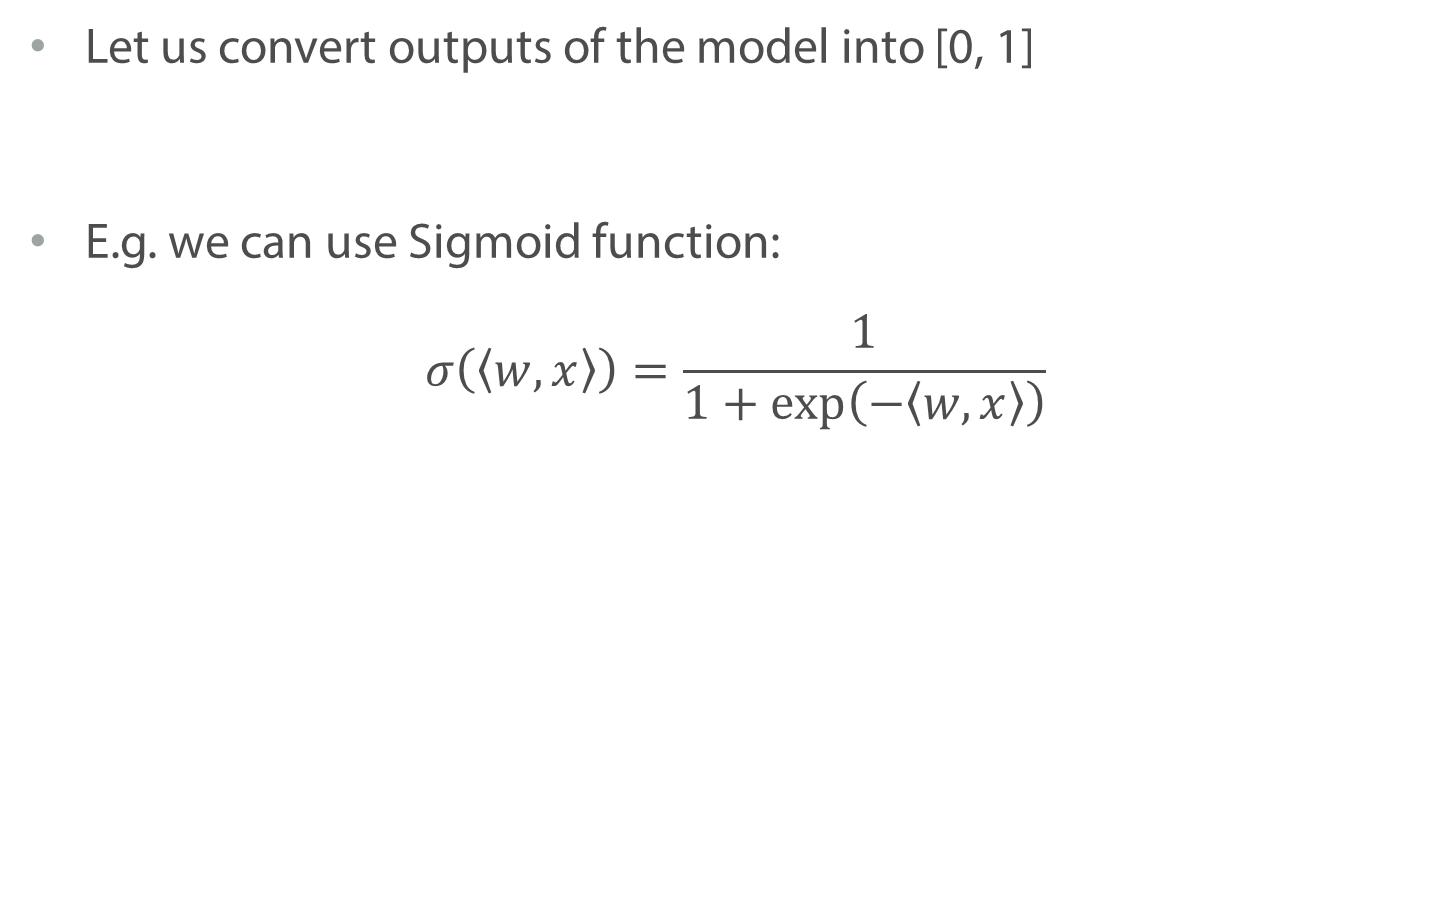 • Let us convert outputs of the model into [0, 1]
• E.g. we can use Sigmoid function:
σ(⟨w, x⟩) = 1 / (1 + exp(−⟨w, x⟩))